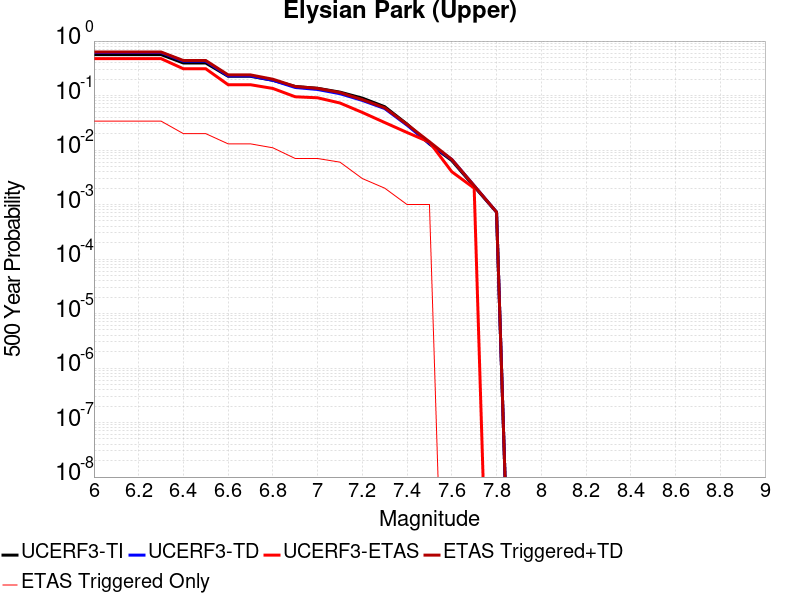 Elysian Park (Upper)
10^0
10^-1
10^-2
10^-3
10^-4
10^-5
10^-6
10^-7
10^-8
500 Year Probability
6 6.2 6.4 6.6 6.8 7 7.2 7.4 7.6 7.8 8 8.2 8.4 8.6 8.8 9
Magnitude
UCERF3-TI UCERF3-TD UCERF3-ETAS ETAS Triggered+TD
ETAS Triggered Only